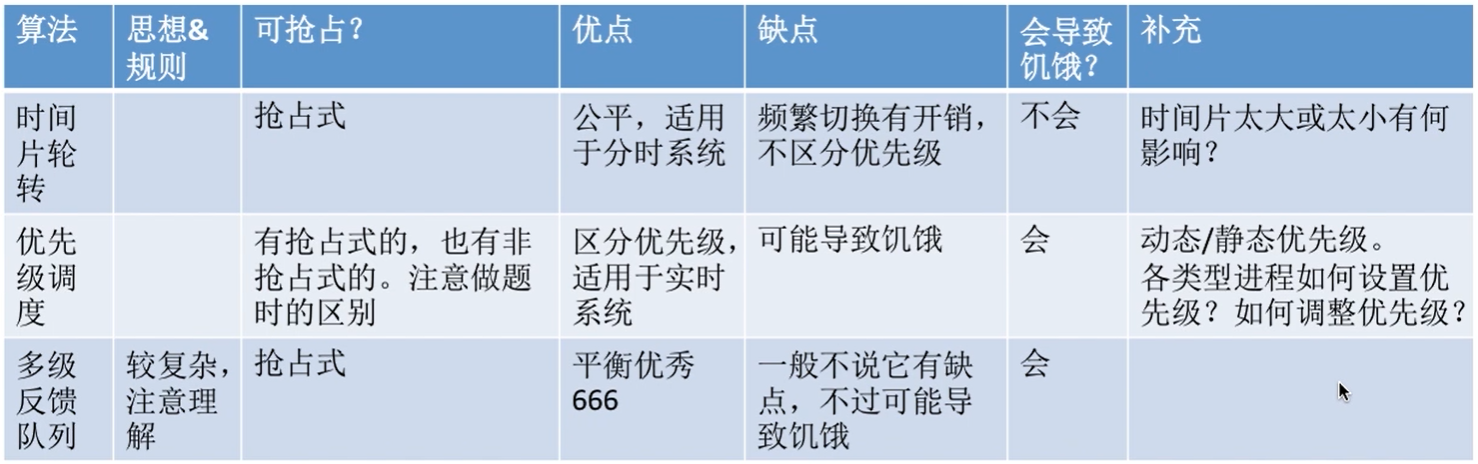 算法
思想&
规则
可抢占？
优点
缺点
会导致
饥饿？
补充
时间
片轮
转
抢占式
公平，适用
于分时系统
频繁切换有开销，
不区分优先级
不会
时间片太大或太小有何
影响？
优先
级调
度
有抢占式的，也有非
抢占式的。注意做题
时的区别
区分优先级，
适用于实时
系统
可能导致饥饿
会
动态/静态优先级。
各类型进程如何设置优
先级？如何调整优先级？
多级
反馈
队列
较复杂，
注意理
解
抢占式
平衡优秀
666
一般不说它有缺
点，不过可能导
致饥饿
会